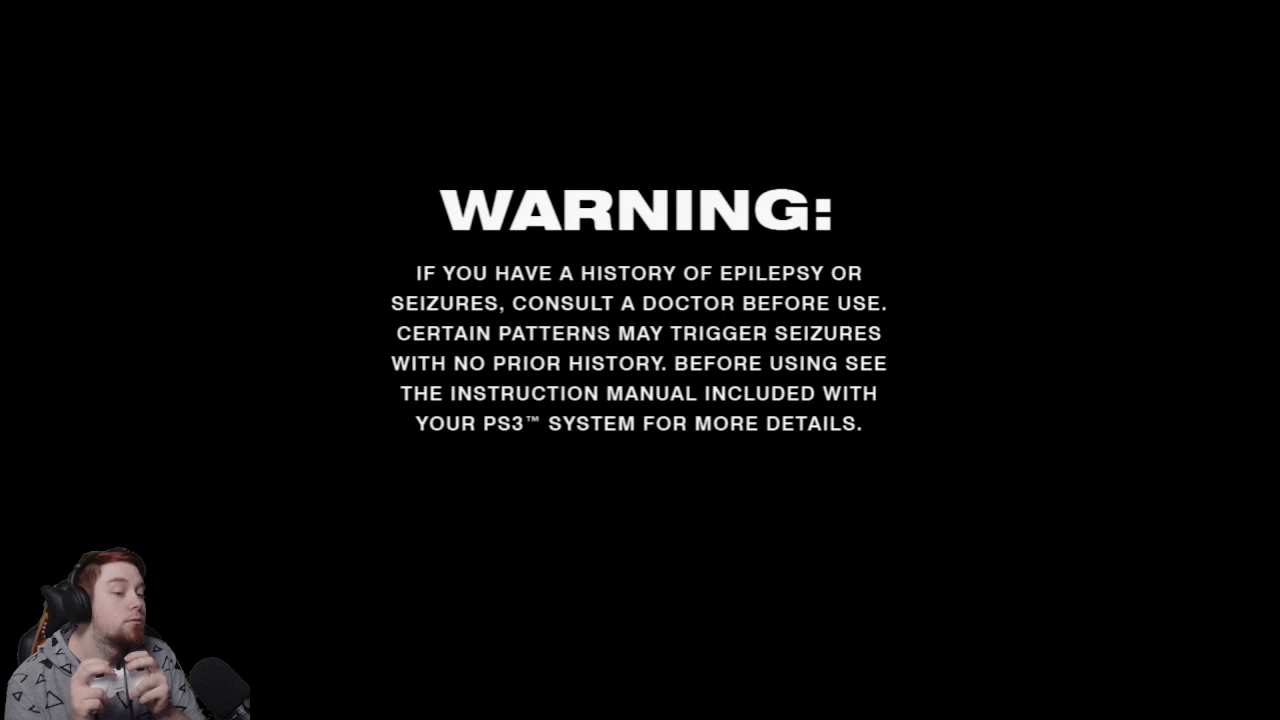 WARNING:
IF YOU HAVE A HISTORY OF EPILEPSY OR
SEIZURES, CONSULT A DOCTOR BEFORE USE.
CERTAIN PATTERNS MAY TRIGGER SEIZURES
WITH NO PRIOR HISTORY. BEFORE USING SEE
THE INSTRUCTION MANUAL INCLUDED WITH
YOUR PS3™ SYSTEM FOR MORE DETAILS.